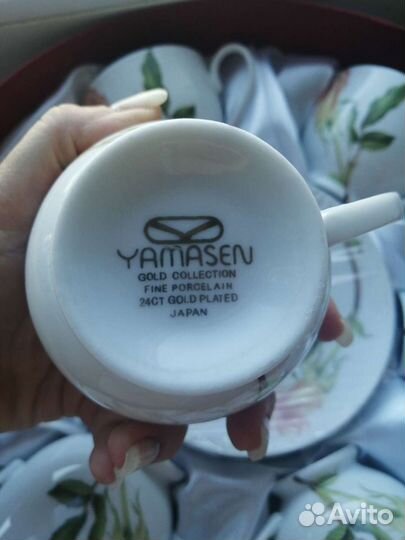 YAMASEN
GOLD COLLECTION
FINE PORCELAIN
24CT GOLD PLATED
JAPAN
Avito